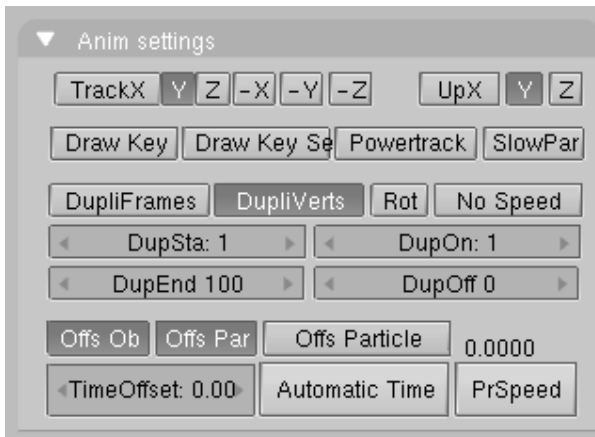 Anim settings
TrackX Y Z -X -Y -Z UpX Y Z
Draw Key Draw Key Se Powertrack SlowPar
DupliFrames DupliVerts Rot No Speed
DupSta: 1 DupOn: 1
DupEnd 100 DupOff 0
Offs Ob Offs Par Offs Particle 0.0000
TimeOffset: 0.00 Automatic Time PrSpeed